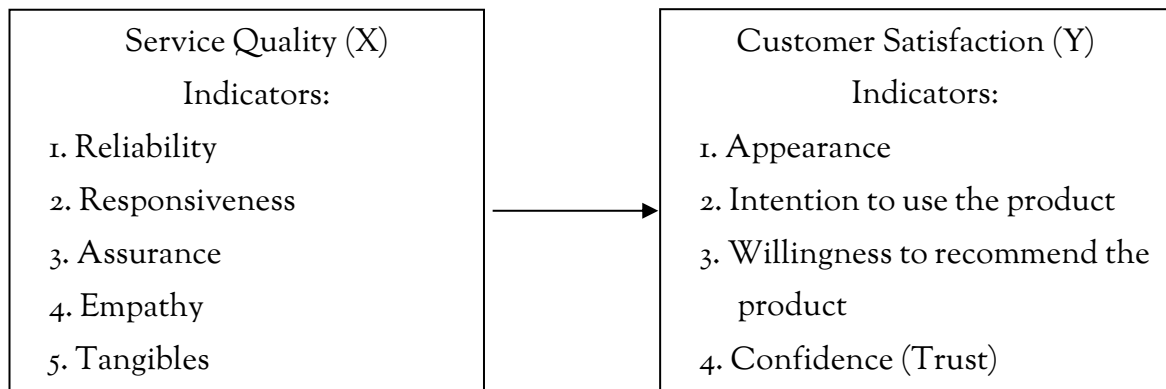 Service Quality (X)
Indicators:
1. Reliability
2. Responsiveness
3. Assurance
4. Empathy
5. Tangibles
Customer Satisfaction (Y)
Indicators:
1. Appearance
2. Intention to use the product
3. Willingness to recommend the
product
4. Confidence (Trust)